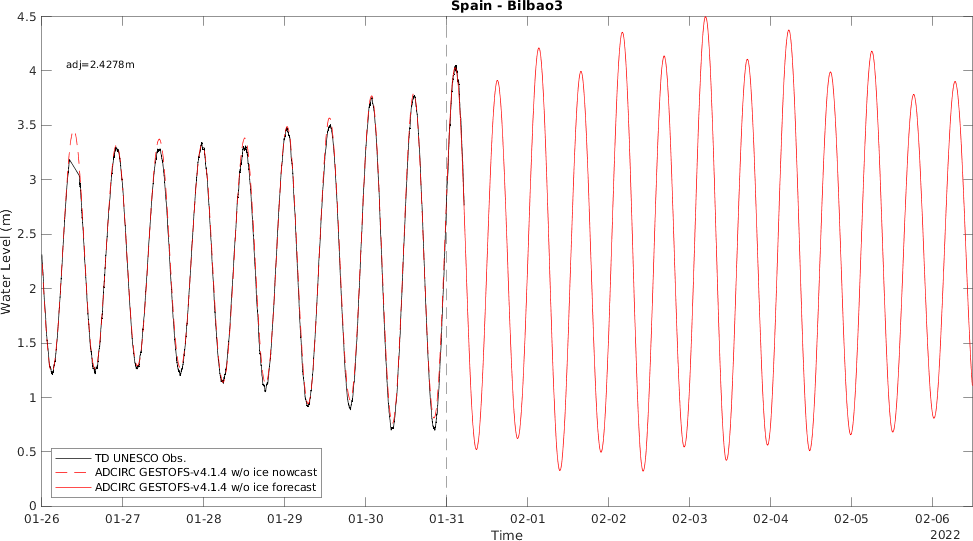 Spain - Bilbao3
adj=2.4278m
Water Level (m)
4.5
4
3.5
3
2.5
2
1.5
1
0.5
0
TD UNESCO Obs.
ADCIRC GESTOFS-v4.1.4 w/o ice nowcast
ADCIRC GESTOFS-v4.1.4 w/o ice forecast
01-26 01-27 01-28 01-29 01-30 01-31 02-01 02-02 02-03 02-04 02-05 02-06
Time
2022